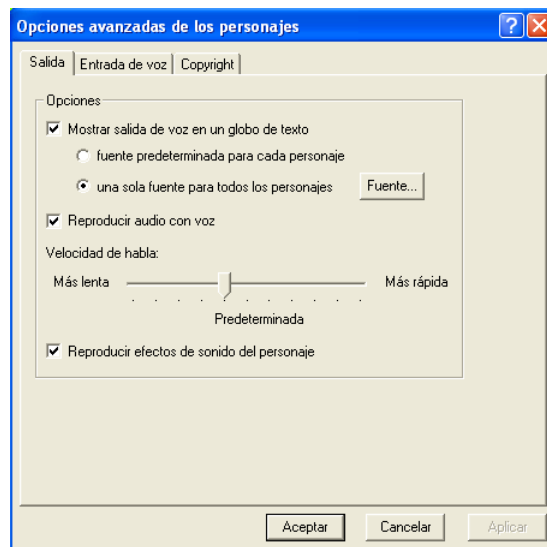 Opciones avanzadas de los personajes
Salida Entrada de voz Copyright
Opciones
Mostrar salida de voz en un globo de texto
fuente predeterminada para cada personaje
una sola fuente para todos los personajes Fuente...
Reproducir audio con voz
Velocidad de habla:
Más lenta Más rápida
Predeterminada
Reproducir efectos de sonido del personaje
Aceptar Cancelar Aplicar